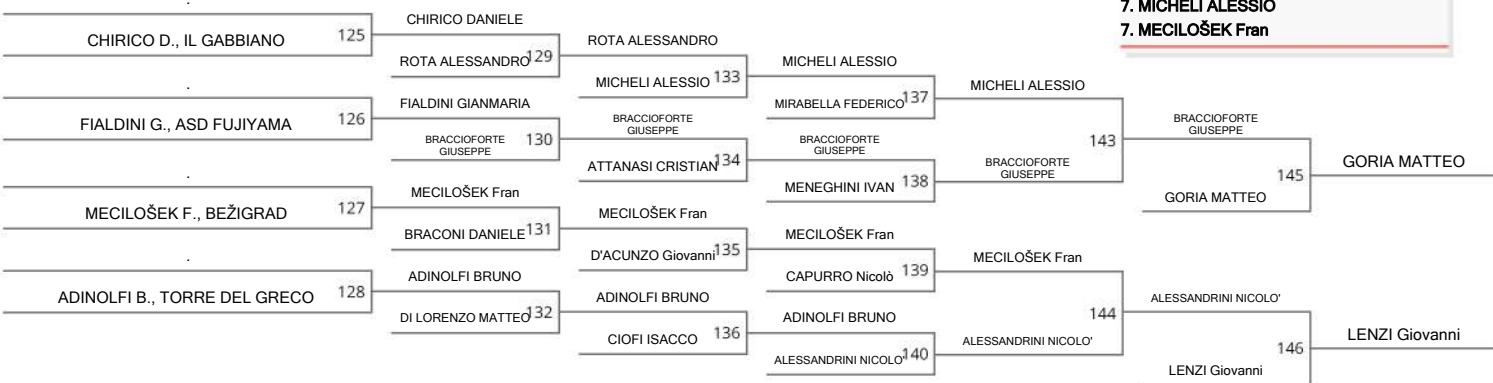 7. MICHELI ALESSIO
7. MECILOŠEK Fran
.
CHIRICO D., IL GABBIANO
125
.
FIALDINI G., ASD FUJIYAMA
126
.
MECILOŠEK F., BEŽIGRAD
127
.
ADINOLFI B., TORRE DEL GRECO
128
CHIRICO DANIELE
ROTA ALESSANDRO
129
FIALDINI GIANMARIA
BRACCIOFORTE
GIUSEPPE
130
MECILOŠEK Fran
BRACONI DANIELE
131
ADINOLFI BRUNO
DI LORENZO MATTEO
132
ROTA ALESSANDRO
MICHELI ALESSIO
133
BRACCIOFORTE
GIUSEPPE
ATTANASI CRISTIAN
134
MECILOŠEK Fran
D'ACUNZO Giovanni
135
ADINOLFI BRUNO
CIOFI ISACCO
136
MICHELI ALESSIO
MIRABELLA FEDERICO
137
BRACCIOFORTE
GIUSEPPE
MENEGHINI IVAN
138
MECILOŠEK Fran
CAPURRO Nicolò
139
ADINOLFI BRUNO
ALESSANDRINI NICOLO'
140
MICHELI ALESSIO
BRACCIOFORTE
GIUSEPPE
143
MECILOŠEK Fran
ALESSANDRINI NICOLO'
144
BRACCIOFORTE
GIUSEPPE
GORIA MATTEO
145
ALESSANDRINI NICOLO'
LENZI Giovanni
146
GORIA MATTEO
LENZI Giovanni